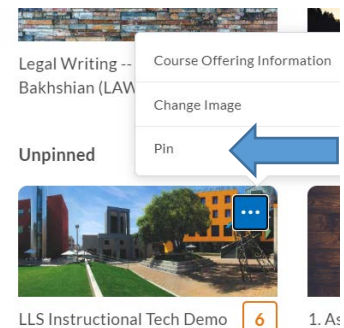 Legal Writing --
Bakhshian (LAW
Course Offering Information
Change Image
Pin
Unpinned
LLS Instructional Tech Demo
6
1. As